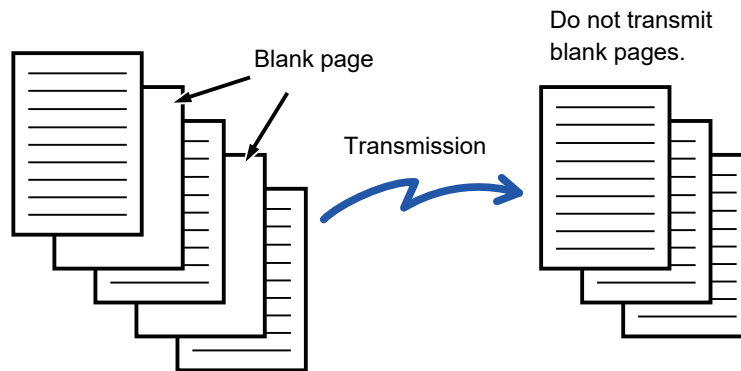 Blank page
Transmission
Do not transmit
blank pages.